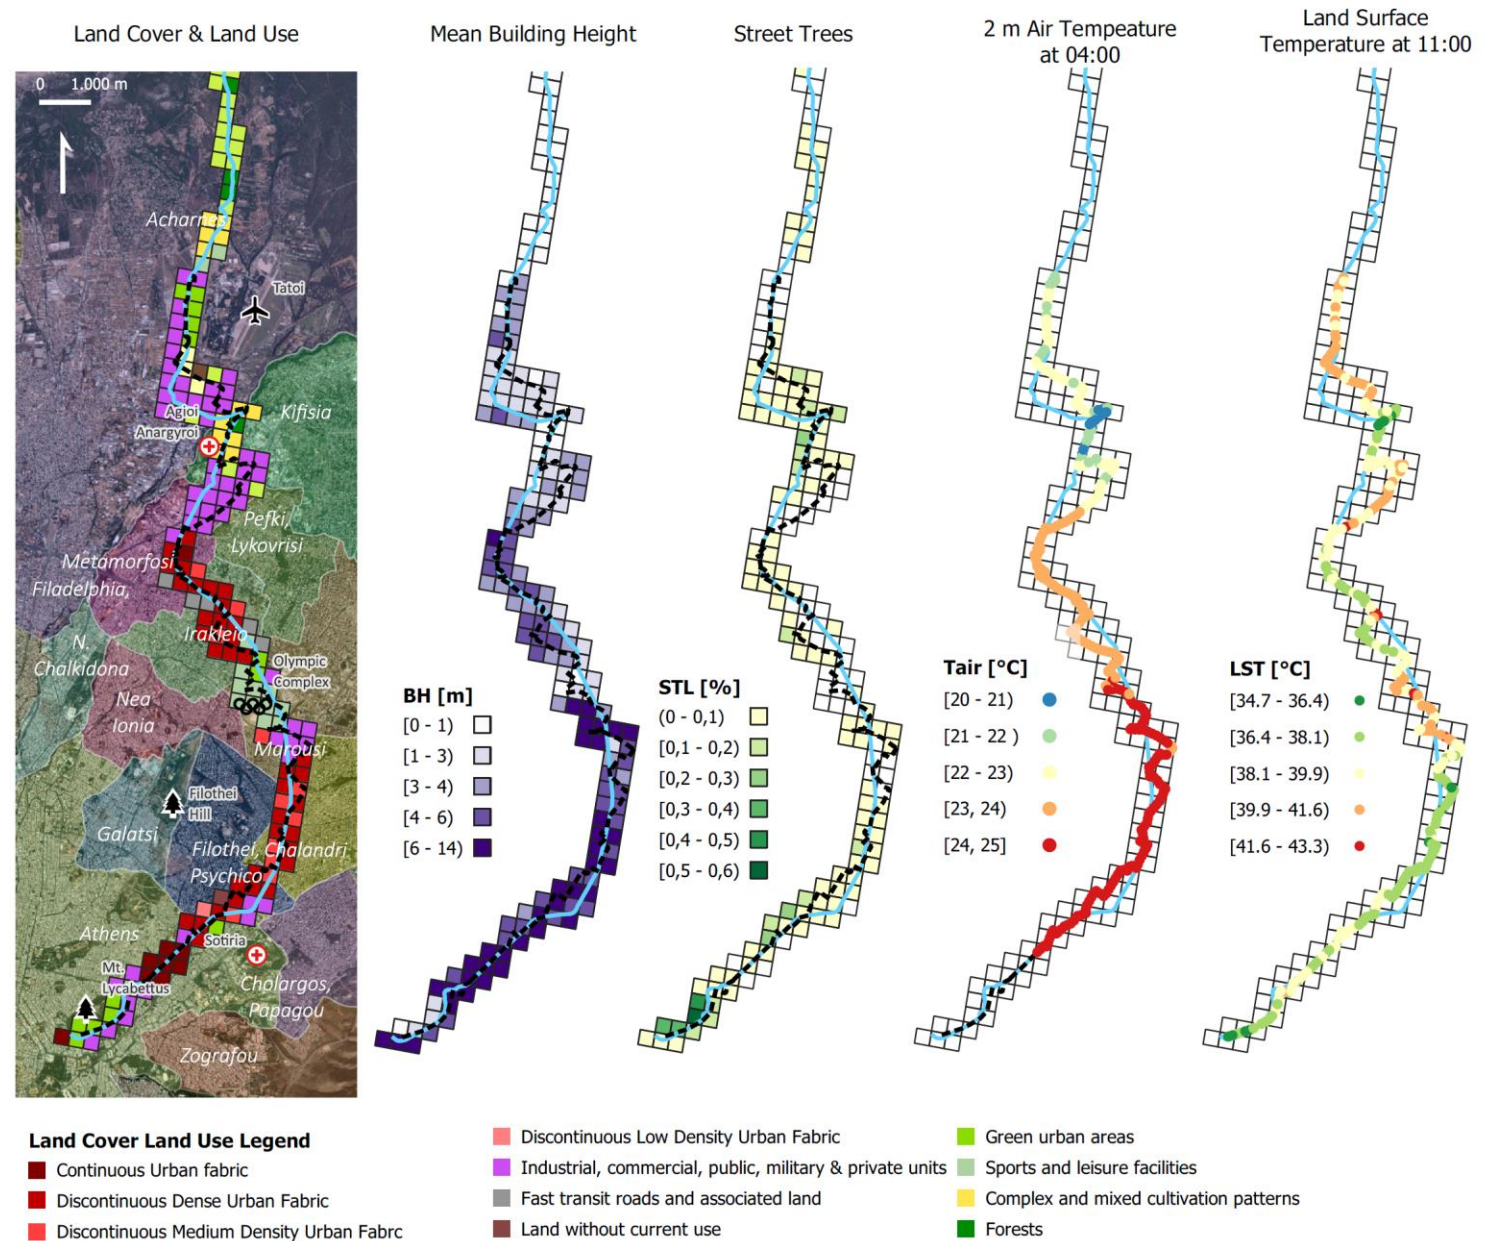 Land Cover & Land Use
Mean Building Height
Street Trees
2 m Air Tempeature
at 04:00
Land Surface
Temperature at 11:00
0 1.000 m
Acharnes
Tatoi
Agioi
Anargyroi
Kifisia
Pefki,
Lykovrisi
Metamorfosi
Filadelphia,
N.
Chalkidona
Irakleio
Olympic
Complex
Nea
Ionia
Marousi
Filothei
Hill
Galatsi
Filothei,
Psychico
Chalandri
Athens
Sotiria
Mt.
Lycabettus
Cholargos,
Papagou
Zografou
BH [m]
[0 - 1)
[1 - 3)
[3 - 4)
[4 - 6)
[6 - 14)
STL [%]
(0 - 0,1)
[0,1 - 0,2)
[0,2 - 0,3)
[0,3 - 0,4)
[0,4 - 0,5)
[0,5 - 0,6)
Tair [°C]
[20 - 21)
[21 - 22 )
[22 - 23)
[23, 24)
[24, 25]
LST [°C]
[34.7 - 36.4)
[36.4 - 38.1)
[38.1 - 39.9)
[39.9 - 41.6)
[41.6 - 43.3)
Land Cover Land Use Legend
Continuous Urban fabric
Discontinuous Dense Urban Fabric
Discontinuous Medium Density Urban Fabrc
Discontinuous Low Density Urban Fabric
Industrial, commercial, public, military & private units
Fast transit roads and associated land
Land without current use
Green urban areas
Sports and leisure facilities
Complex and mixed cultivation patterns
Forests